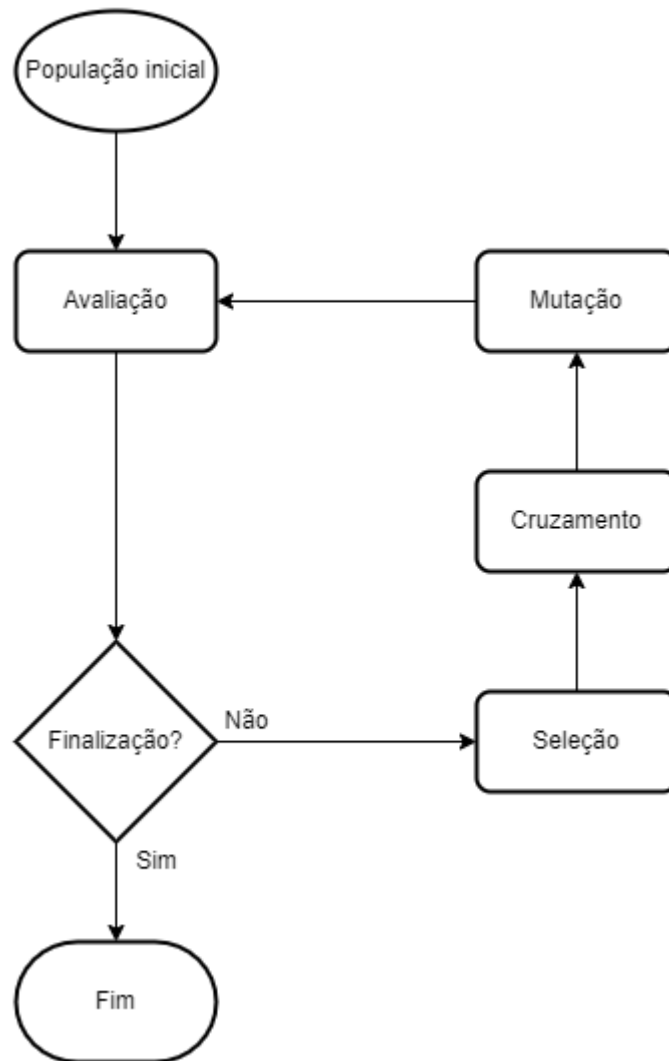 População inicial
Avaliação
Mutação
Cruzamento
Finalização?
Não
Seleção
Sim
Fim